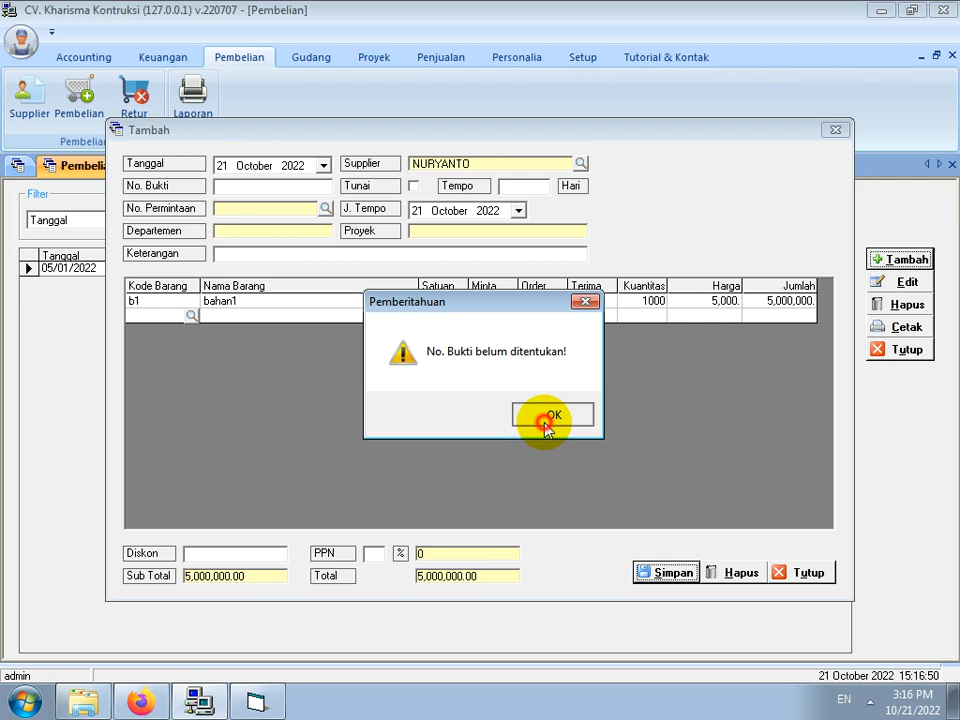 CV. Kharisma Kontruksi (127.0.0.1) v.220707 - [Pembelian]
Accounting Keuangan Pembelian Gudang Proyek Penjualan Personalia Setup Tutorial & Kontak
Supplier Pembelian Retur Laporan
Pembelia
Tambah
Pembelia
Filter
Tanggal
Tanggal
05/01/2022
Tanggal 21 October 2022 Supplier NURYANTO
No. Bukti Tunai Tempo Hari
No. Permintaan J. Tempo 21 October 2022
Departemen Proyek
Keterangan
Kode Barang Nama Barang Satuan Minta Order Terima Kuantitas Harga Jumlah
b1 bahan1 1000 5,000. 5,000,000.
Pemberitahuan
No. Bukti belum ditentukan!
OK
Tambah
Edit
Hapus
Cetak
Tutup
Diskon PPN % 0
Sub Total 5,000,000.00 Total 5,000,000.00
Simpan Hapus Tutup
admin 21 October 2022 15:16:50
EN 3:16 PM
10/21/2022